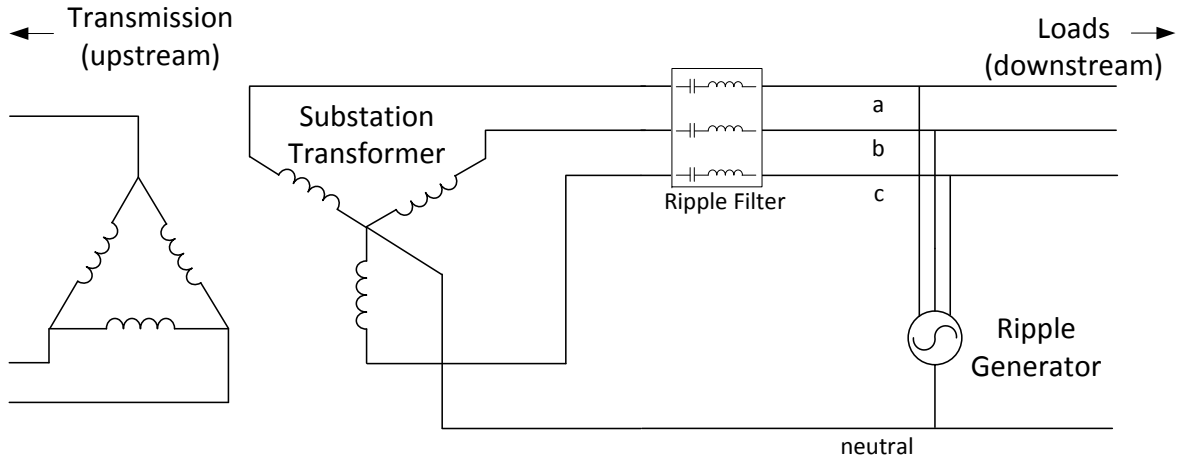 Transmission
(upstream)
Loads
(downstream)
Substation
Transformer
a
b
c
Ripple Filter
Ripple
Generator
neutral